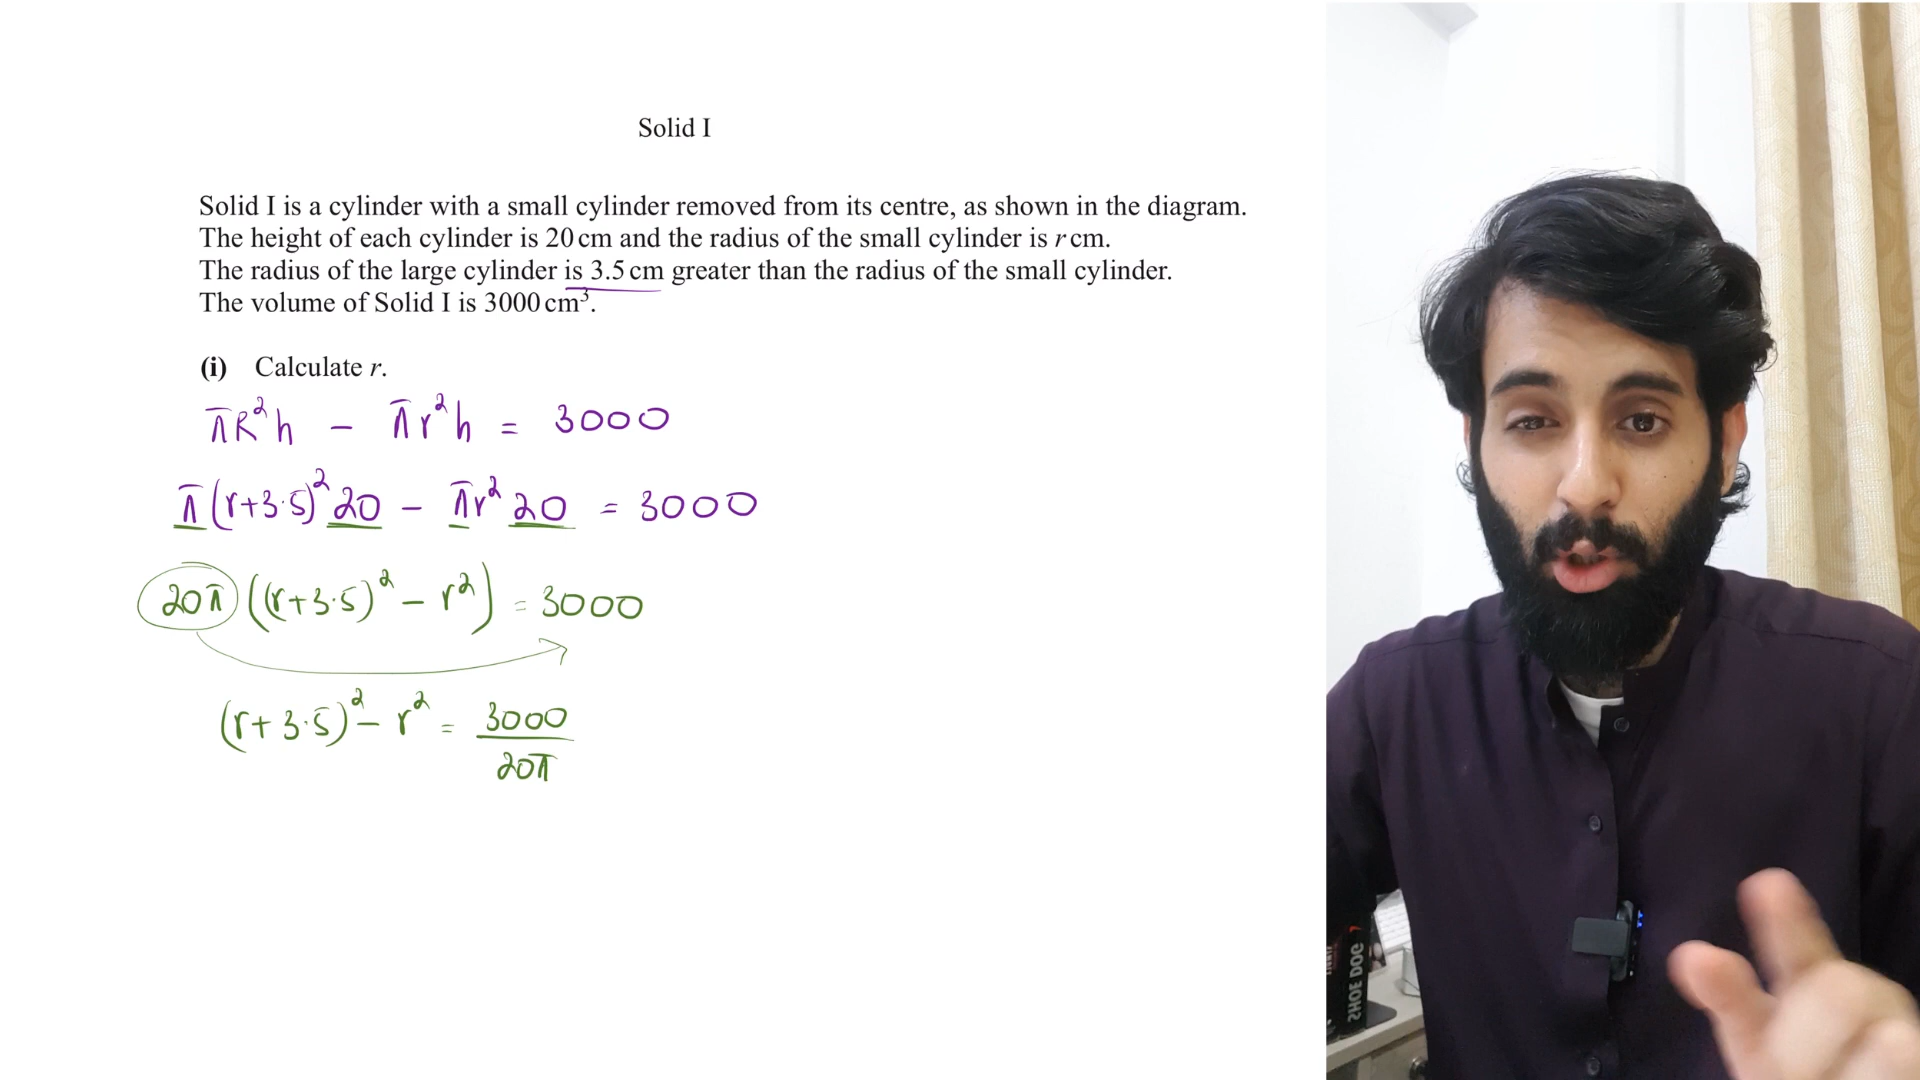 Solid I
Solid I is a cylinder with a small cylinder removed from its centre, as shown in the diagram.
The height of each cylinder is 20 cm and the radius of the small cylinder is r cm.
The radius of the large cylinder is 3.5 cm greater than the radius of the small cylinder.
The volume of Solid I is 3000 cm³.
(i) Calculate r.
πR²h − πr²h = 3000
π(r+3.5)²20 − πr²20 = 3000
20π((r+3.5)² − r²) = 3000
(r+3.5)² − r² = 3000
20π
SHOE DOG